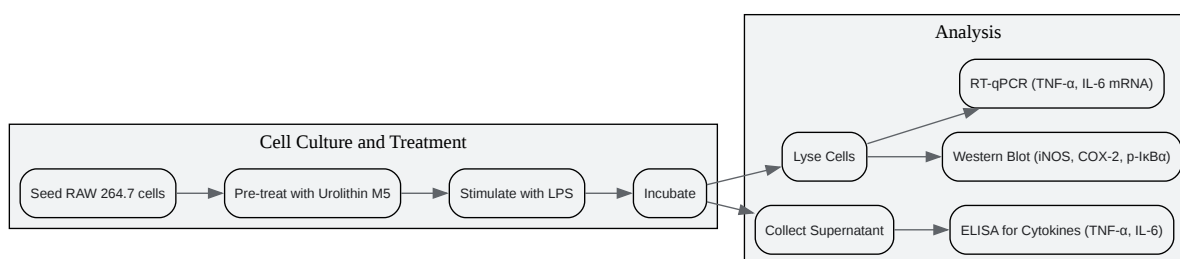 Cell Culture and Treatment
Seed RAW 264.7 cells
Pre-treat with Urolithin M5
Stimulate with LPS
Incubate
Analysis
Lyse Cells
RT-qPCR (TNF-α, IL-6 mRNA)
Western Blot (iNOS, COX-2, p-IκBα)
Collect Supernatant
ELISA for Cytokines (TNF-α, IL-6)